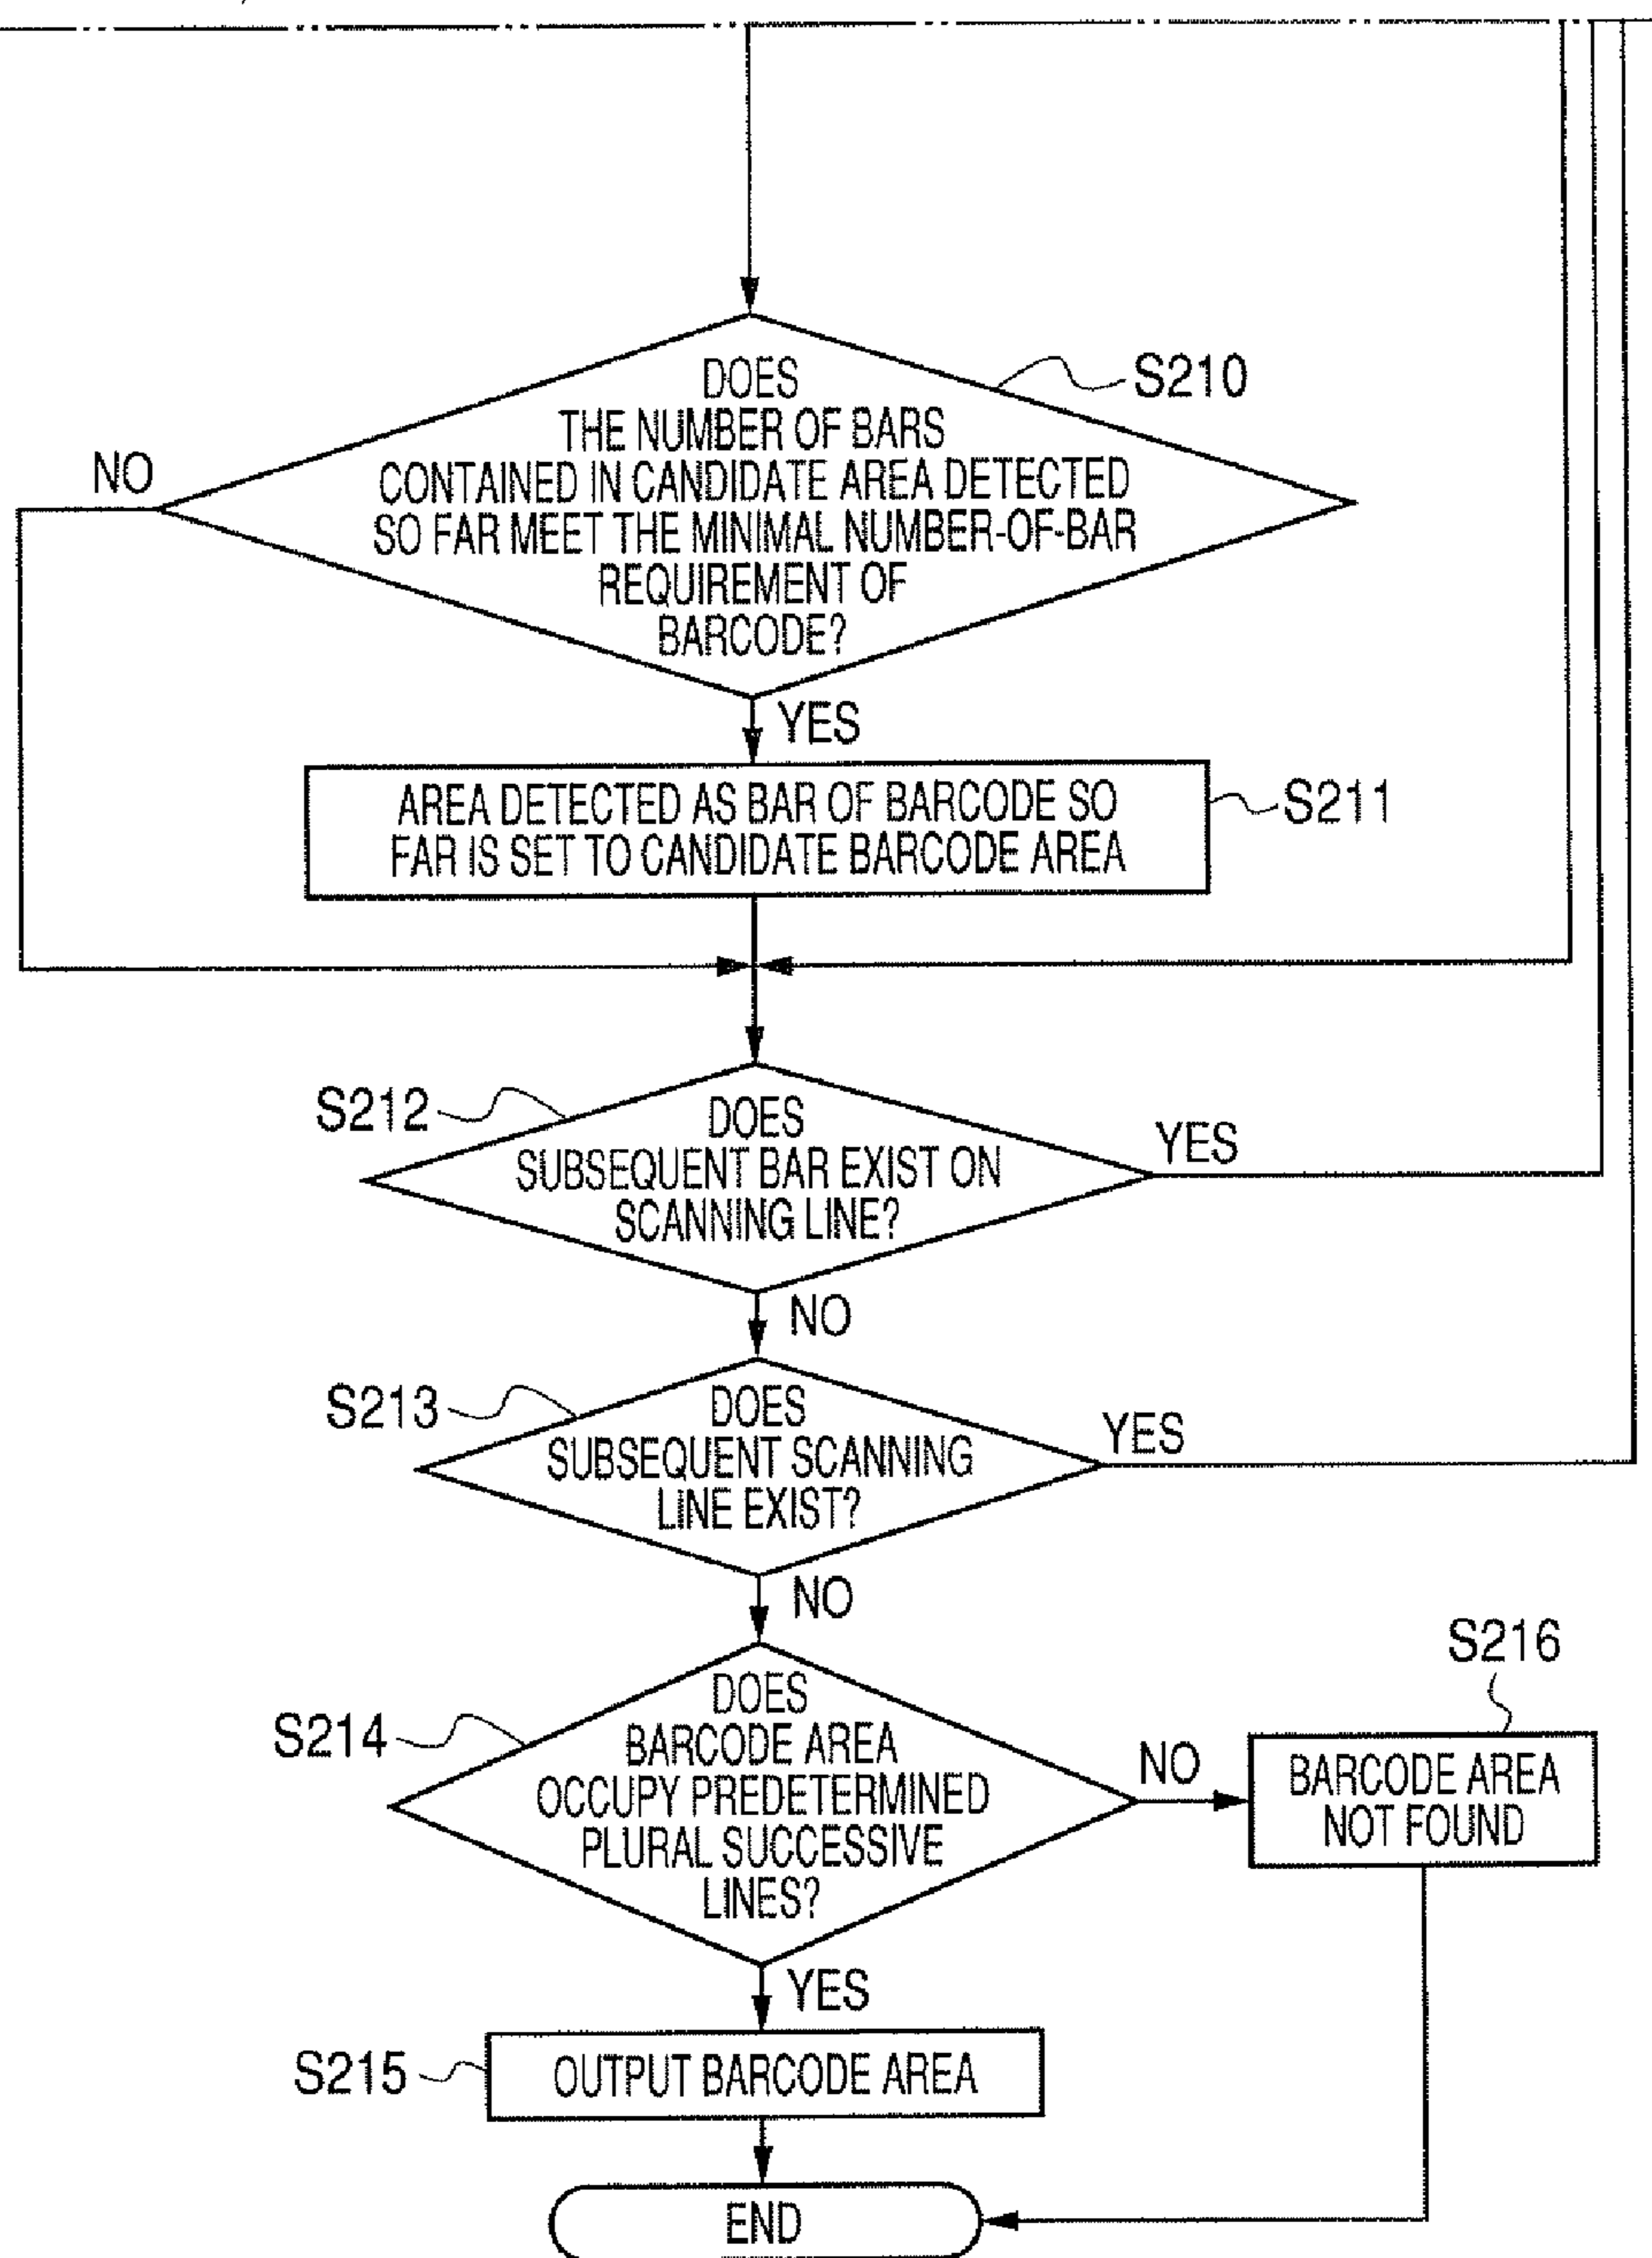 DOES
THE NUMBER OF BARS
CONTAINED IN CANDIDATE AREA DETECTED
SO FAR MEET THE MINIMAL NUMBER-OF-BAR
REQUIREMENT OF
BARCODE?
S210
NO
YES
AREA DETECTED AS BAR OF BARCODE SO
FAR IS SET TO CANDIDATE BARCODE AREA
S211
S212
DOES
SUBSEQUENT BAR EXIST ON
SCANNING LINE?
YES
NO
S213
DOES
SUBSEQUENT SCANNING
LINE EXIST?
YES
NO
S214
DOES
BARCODE AREA
OCCUPY PREDETERMINED
PLURAL SUCCESSIVE
LINES?
NO
S216
BARCODE AREA
NOT FOUND
YES
S215
OUTPUT BARCODE AREA
END